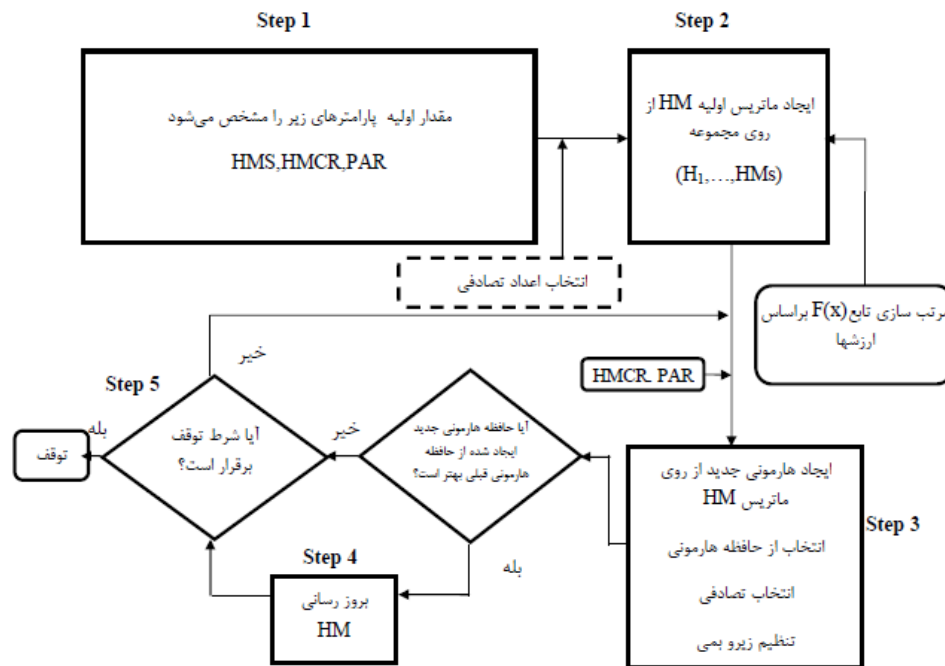 Step 1
مقدار اولیه پارامترهای زیر را مشخص می‌شود
HMS,HMCR,PAR
Step 2
ایجاد ماتریس اولیه HM از
روی مجموعه
(H1,…,HMs)
انتخاب اعداد تصادفی
مرتب سازی تابع F(x) براساس
ارزشها
HMCR. PAR
Step 3
ایجاد هارمونی جدید از روی
ماتریس HM
انتخاب از حافظه هارمونی
انتخاب تصادفی
تنظیم زیرو بمی
آیا حافظه هارمونی جدید
ایجاد شده از حافظه
هارمونی قبلی بهتر است؟
خیر
بله
Step 4
بروز رسانی
HM
Step 5
آیا شرط توقف
برقرار است؟
خیر
بله
توقف